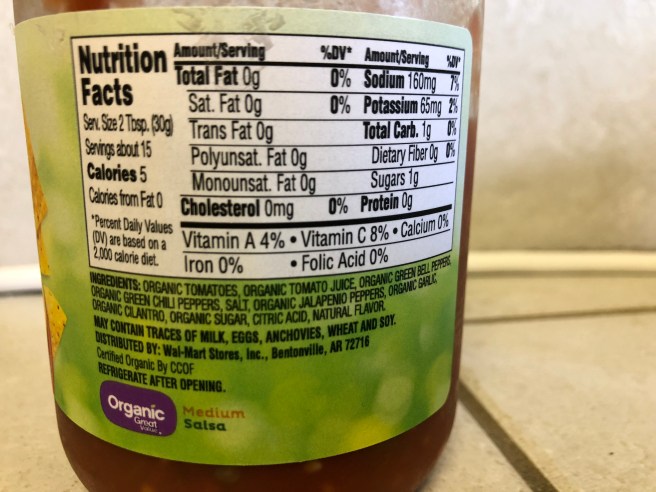 Nutrition Facts
Serv. Size 2 Tbsp. (30g)
Servings about 15
Calories 5
Calories from Fat 0
*Percent Daily Values
(DV) are based on a
2,000 calorie diet.
Amount/Serving %DV* Amount/Serving %DV*
Total Fat 0g 0% Sodium 160mg 7%
Sat. Fat 0g 0% Potassium 65mg 2%
Trans Fat 0g Total Carb. 1g 0%
Polyunsat. Fat 0g Dietary Fiber 0g 0%
Monounsat. Fat 0g Sugars 1g
Cholesterol 0mg 0% Protein 0g
Vitamin A 4% • Vitamin C 8% • Calcium 0%
Iron 0% • Folic Acid 0%
INGREDIENTS: ORGANIC TOMATOES, ORGANIC TOMATO JUICE, ORGANIC GREEN BELL PEPPERS,
ORGANIC GREEN CHILI PEPPERS, SALT, ORGANIC JALAPENIO PEPPERS, ORGANIC GARLIC,
ORGANIC CILANTRO, ORGANIC SUGAR, CITRIC ACID, NATURAL FLAVOR.
MAY CONTAIN TRACES OF MILK, EGGS, ANCHOVIES, WHEAT AND SOY.
DISTRIBUTED BY: Wal-Mart Stores, Inc., Bentonville, AR 72716
Certified Organic By CCOF
REFRIGERATE AFTER OPENING.
Organic
Great
Value
Medium
Salsa